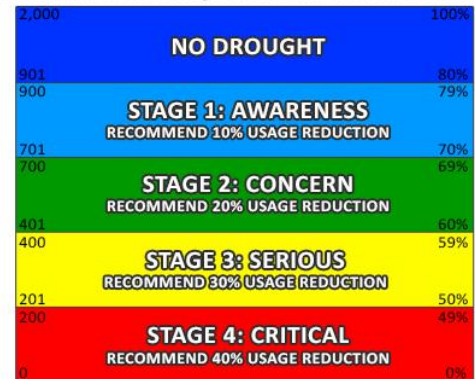 2,000 100%
NO DROUGHT
901 80%
900 79%
STAGE 1: AWARENESS
RECOMMEND 10% USAGE REDUCTION
701 70%
700 69%
STAGE 2: CONCERN
RECOMMEND 20% USAGE REDUCTION
401 60%
400 59%
STAGE 3: SERIOUS
RECOMMEND 30% USAGE REDUCTION
201 50%
200 49%
STAGE 4: CRITICAL
RECOMMEND 40% USAGE REDUCTION
0 0%